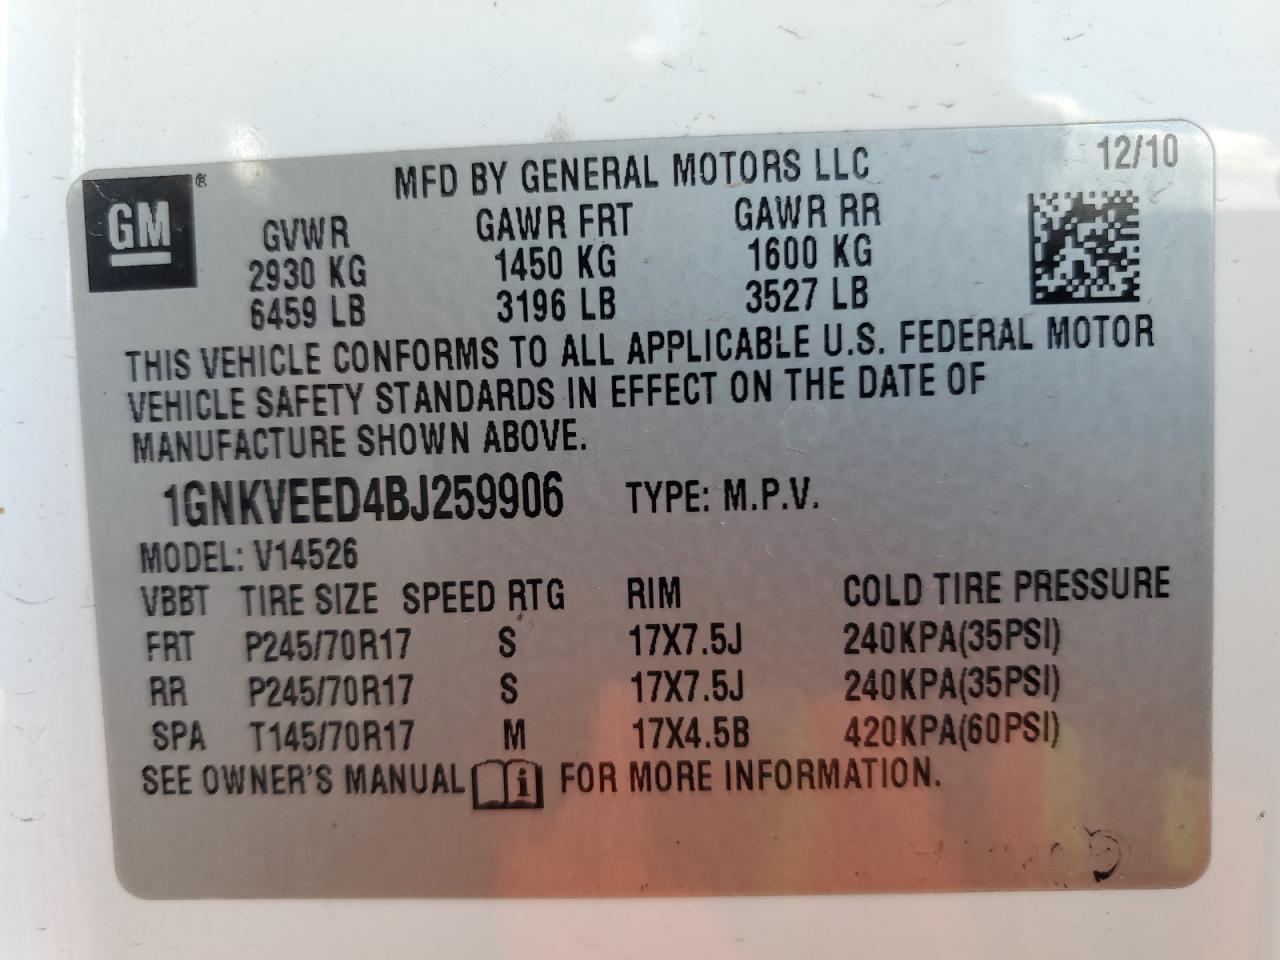 GM ® MFD BY GENERAL MOTORS LLC 12/10
GVWR GAWR FRT GAWR RR
2930 KG 1450 KG 1600 KG
6459 LB 3196 LB 3527 LB
THIS VEHICLE CONFORMS TO ALL APPLICABLE U.S. FEDERAL MOTOR
VEHICLE SAFETY STANDARDS IN EFFECT ON THE DATE OF
MANUFACTURE SHOWN ABOVE.
1GNKVEED4BJ259906 TYPE: M.P.V.
MODEL: V14526
VBBT TIRE SIZE SPEED RTG RIM COLD TIRE PRESSURE
FRT P245/70R17 S 17X7.5J 240KPA(35PSI)
RR P245/70R17 S 17X7.5J 240KPA(35PSI)
SPA T145/70R17 M 17X4.5B 420KPA(60PSI)
SEE OWNER'S MANUAL i FOR MORE INFORMATION.